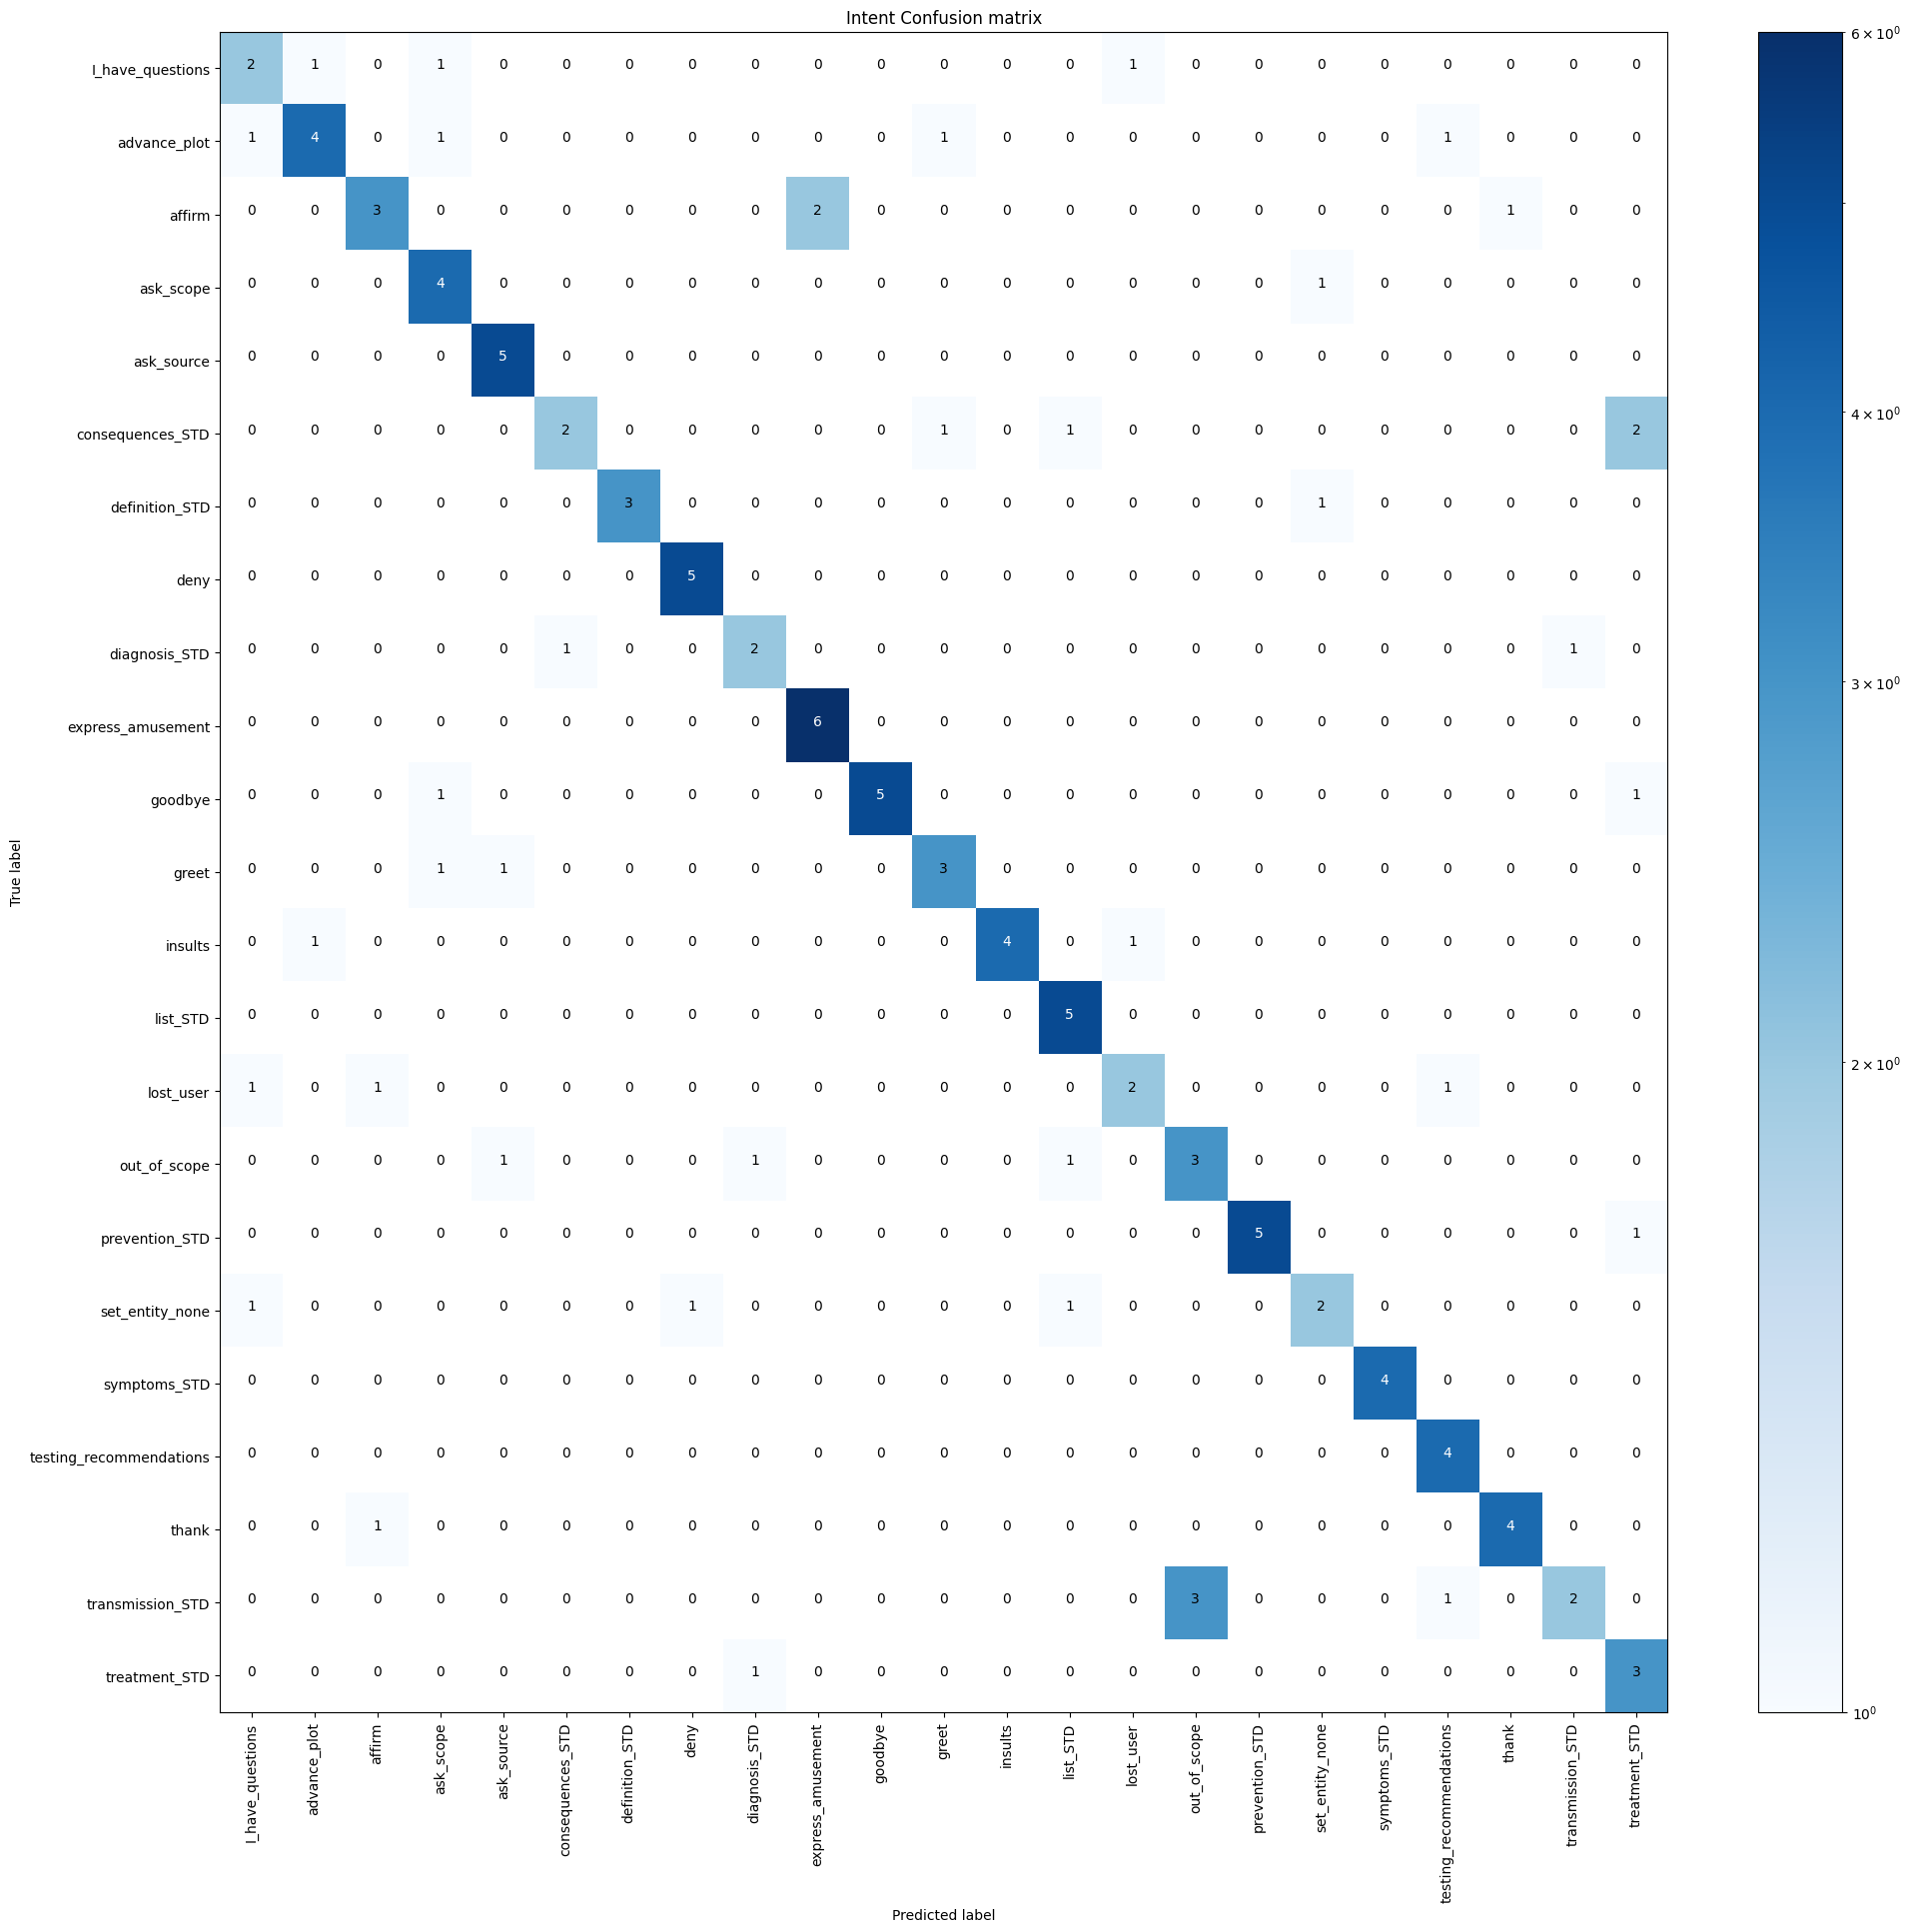 Intent Confusion matrix
I_have_questions 2 1 0 1 0 0 0 0 0 0 0 0 0 0 1 0 0 0 0 0 0 0 0
advance_plot 1 4 0 1 0 0 0 0 0 0 0 1 0 0 0 0 0 0 0 1 0 0 0
affirm 0 0 3 0 0 0 0 0 0 2 0 0 0 0 0 0 0 0 0 0 1 0 0
ask_scope 0 0 0 4 0 0 0 0 0 0 0 0 0 0 0 0 0 1 0 0 0 0 0
ask_source 0 0 0 0 5 0 0 0 0 0 0 0 0 0 0 0 0 0 0 0 0 0 0
consequences_STD 0 0 0 0 0 2 0 0 0 0 0 1 0 1 0 0 0 0 0 0 0 0 2
definition_STD 0 0 0 0 0 0 3 0 0 0 0 0 0 0 0 0 0 1 0 0 0 0 0
deny 0 0 0 0 0 0 0 5 0 0 0 0 0 0 0 0 0 0 0 0 0 0 0
diagnosis_STD 0 0 0 0 0 1 0 0 2 0 0 0 0 0 0 0 0 0 0 0 0 1 0
express_amusement 0 0 0 0 0 0 0 0 0 6 0 0 0 0 0 0 0 0 0 0 0 0 0
goodbye 0 0 0 1 0 0 0 0 0 0 5 0 0 0 0 0 0 0 0 0 0 0 1
greet 0 0 0 1 1 0 0 0 0 0 0 3 0 0 0 0 0 0 0 0 0 0 0
insults 0 1 0 0 0 0 0 0 0 0 0 0 4 0 1 0 0 0 0 0 0 0 0
list_STD 0 0 0 0 0 0 0 0 0 0 0 0 0 5 0 0 0 0 0 0 0 0 0
lost_user 1 0 1 0 0 0 0 0 0 0 0 0 0 0 2 0 0 0 0 1 0 0 0
out_of_scope 0 0 0 0 1 0 0 0 1 0 0 0 0 1 0 3 0 0 0 0 0 0 0
prevention_STD 0 0 0 0 0 0 0 0 0 0 0 0 0 0 0 0 5 0 0 0 0 0 1
set_entity_none 1 0 0 0 0 0 0 1 0 0 0 0 0 1 0 0 0 2 0 0 0 0 0
symptoms_STD 0 0 0 0 0 0 0 0 0 0 0 0 0 0 0 0 0 0 4 0 0 0 0
testing_recommendations 0 0 0 0 0 0 0 0 0 0 0 0 0 0 0 0 0 0 0 4 0 0 0
thank 0 0 1 0 0 0 0 0 0 0 0 0 0 0 0 0 0 0 0 0 4 0 0
transmission_STD 0 0 0 0 0 0 0 0 0 0 0 0 0 0 0 3 0 0 0 1 0 2 0
treatment_STD 0 0 0 0 0 0 0 0 1 0 0 0 0 0 0 0 0 0 0 0 0 0 3
True label
I_have_questions
advance_plot
affirm
ask_scope
ask_source
consequences_STD
definition_STD
deny
diagnosis_STD
express_amusement
goodbye
greet
insults
list_STD
lost_user
out_of_scope
prevention_STD
set_entity_none
symptoms_STD
testing_recommendations
thank
transmission_STD
treatment_STD
Predicted label
6 × 10⁰
4 × 10⁰
3 × 10⁰
2 × 10⁰
10⁰